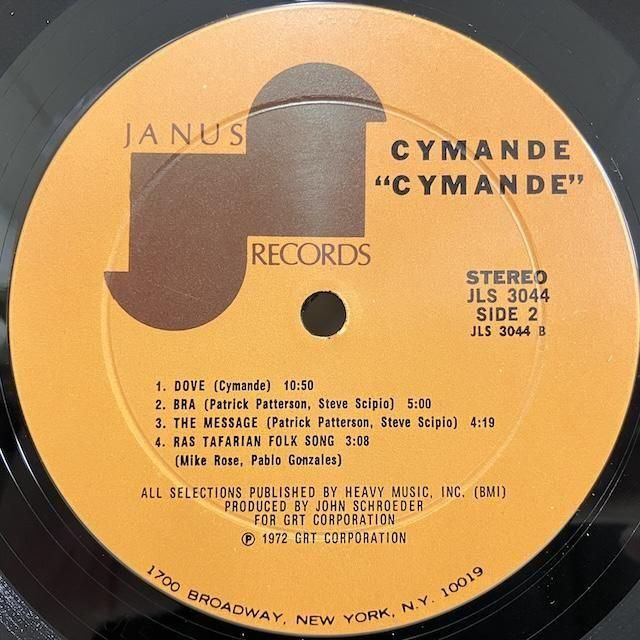 JANUS
RECORDS
CYMANDE
"CYMANDE"
STEREO
JLS 3044
SIDE 2
JLS 3044 B
1. DOVE (Cymande) 10:50
2. BRA (Patrick Patterson, Steve Scipio) 5:00
3. THE MESSAGE (Patrick Patterson, Steve Scipio) 4:19
4. RAS TAFARIAN FOLK SONG 3:08
(Mike Rose, Pablo Gonzales)
ALL SELECTIONS PUBLISHED BY HEAVY MUSIC, INC. (BMI)
PRODUCED BY JOHN SCHROEDER
FOR GRT CORPORATION
℗ 1972 GRT CORPORATION
1700 BROADWAY, NEW YORK, N.Y. 10019